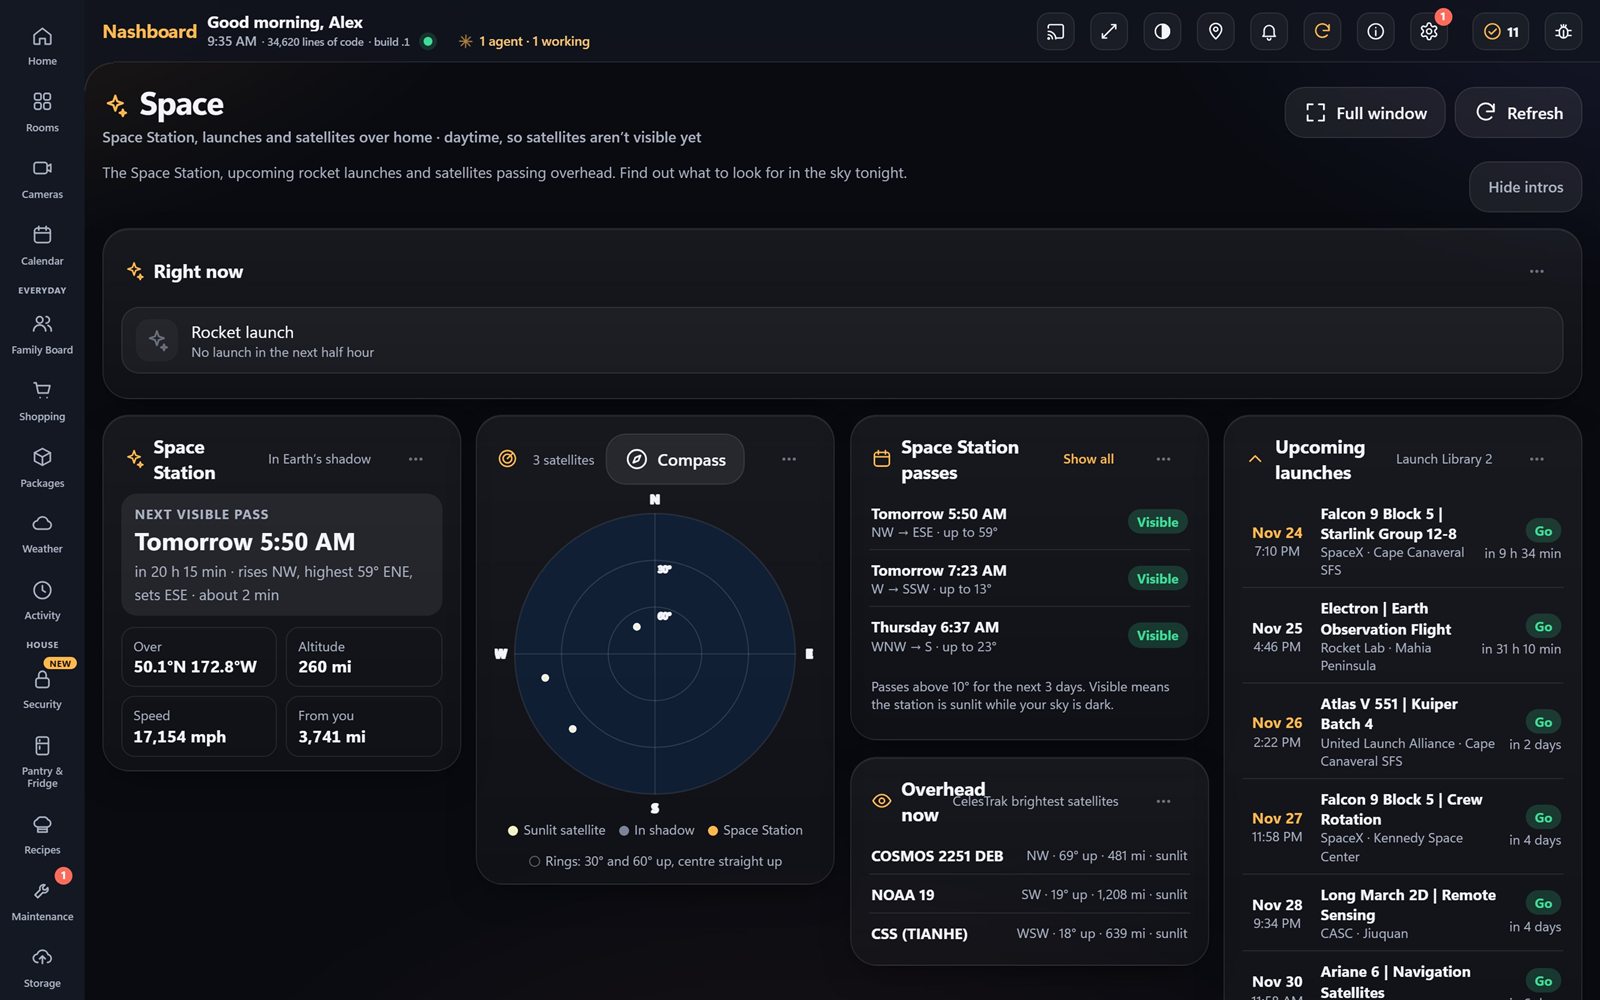 Nashboard
Good morning, Alex
9:35 AM · 34,620 lines of code · build .1
1 agent · 1 working
1
11
Home
Rooms
Cameras
Calendar
EVERYDAY
Family Board
Shopping
Packages
Weather
Activity
HOUSE
NEW
Security
Pantry &
Fridge
Recipes
1
Maintenance
Storage
Space
Space Station, launches and satellites over home · daytime, so satellites aren't visible yet
The Space Station, upcoming rocket launches and satellites passing overhead. Find out what to look for in the sky tonight.
Full window
Refresh
Hide intros
Right now
Rocket launch
No launch in the next half hour
Space
Station
In Earth's shadow
NEXT VISIBLE PASS
Tomorrow 5:50 AM
in 20 h 15 min · rises NW, highest 59° ENE,
sets ESE · about 2 min
Over
50.1°N 172.8°W
Altitude
260 mi
Speed
17,154 mph
From you
3,741 mi
3 satellites
Compass
N
30°
60°
W
E
S
Sunlit satellite
In shadow
Space Station
Rings: 30° and 60° up, centre straight up
Space Station
passes
Show all
Tomorrow 5:50 AM
NW → ESE · up to 59°
Visible
Tomorrow 7:23 AM
W → SSW · up to 13°
Visible
Thursday 6:37 AM
WNW → S · up to 23°
Visible
Passes above 10° for the next 3 days. Visible means
the station is sunlit while your sky is dark.
Overhead
now
CelesTrak brightest satellites
COSMOS 2251 DEB
NW · 69° up · 481 mi · sunlit
NOAA 19
SW · 19° up · 1,208 mi · sunlit
CSS (TIANHE)
WSW · 18° up · 639 mi · sunlit
Upcoming
launches
Launch Library 2
Nov 24
7:10 PM
Falcon 9 Block 5 |
Starlink Group 12-8
SpaceX · Cape Canaveral
SFS
Go
in 9 h 34 min
Nov 25
4:46 PM
Electron | Earth
Observation Flight
Rocket Lab · Mahia
Peninsula
Go
in 31 h 10 min
Nov 26
2:22 PM
Atlas V 551 | Kuiper
Batch 4
United Launch Alliance · Cape
Canaveral SFS
Go
in 2 days
Nov 27
11:58 PM
Falcon 9 Block 5 | Crew
Rotation
SpaceX · Kennedy Space
Center
Go
in 4 days
Nov 28
9:34 PM
Long March 2D | Remote
Sensing
CASC · Jiuquan
Go
in 4 days
Nov 30
Ariane 6 | Navigation
Satellites
Go